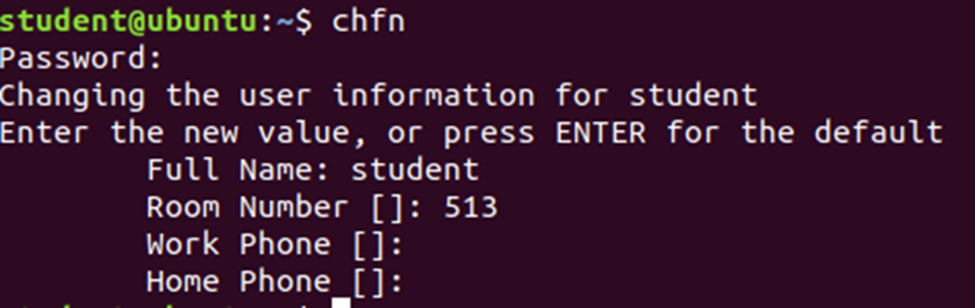 student@ubuntu:~$ chfn
Password:
Changing the user information for student
Enter the new value, or press ENTER for the default
Full Name: student
Room Number []: 513
Work Phone []:
Home Phone []: